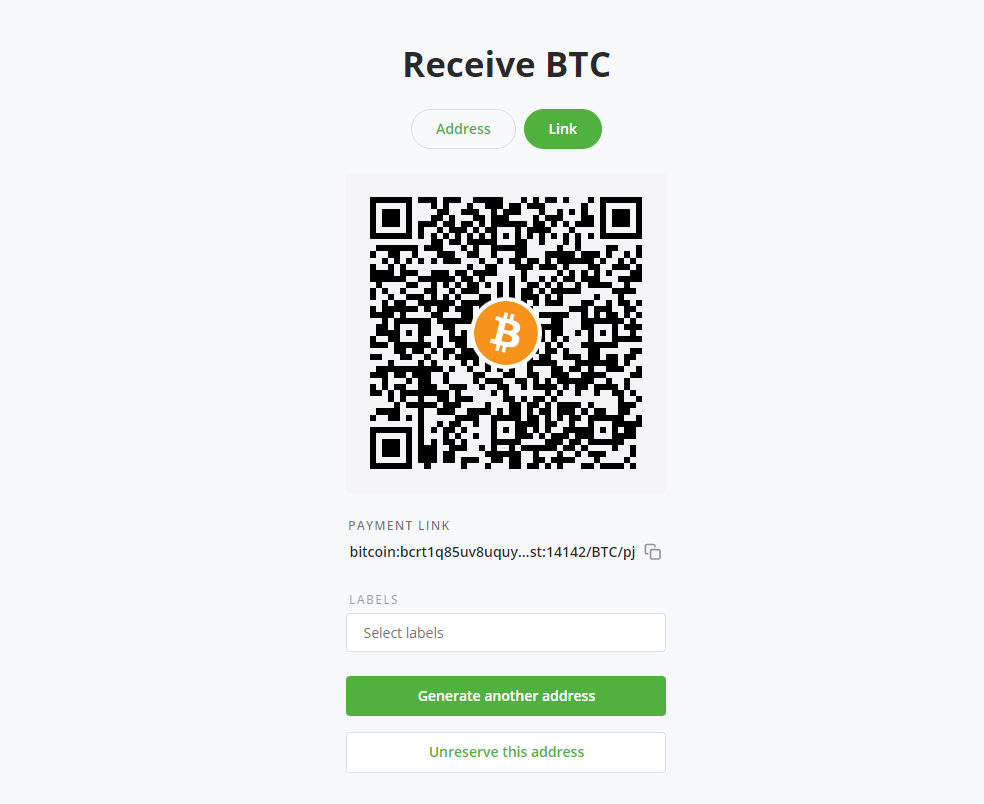 Receive BTC
Address
Link
PAYMENT LINK
bitcoin:bcrt1q85uv8uquy...st:14142/BTC/pj
LABELS
Select labels
Generate another address
Unreserve this address